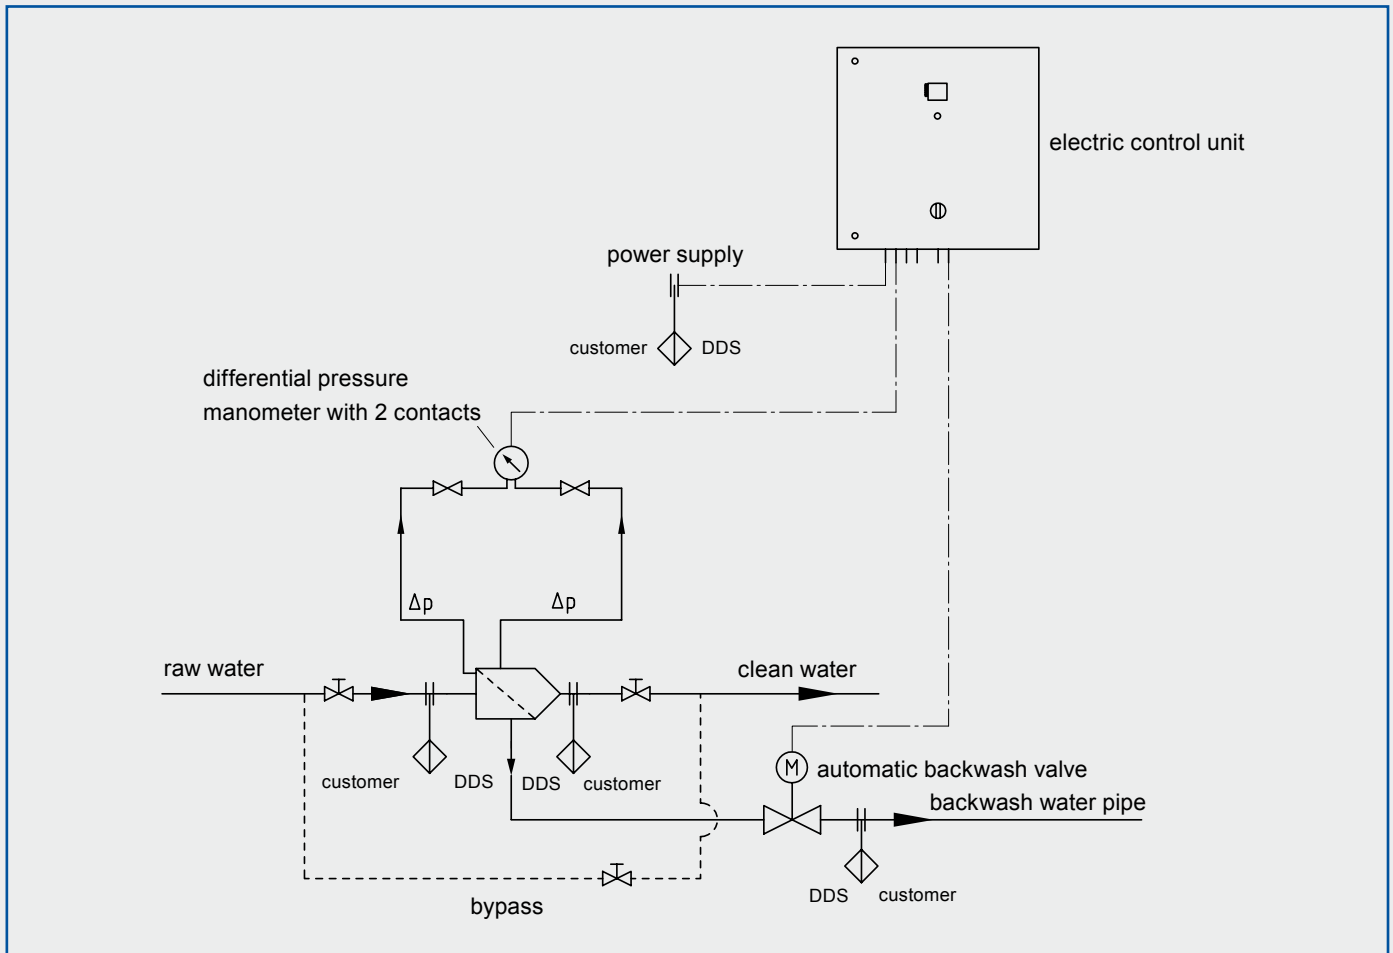 electric control unit
power supply
customer DDS
differential pressure
manometer with 2 contacts
Δp Δp
raw water clean water
customer DDS DDS customer
M automatic backwash valve
backwash water pipe
DDS customer
bypass